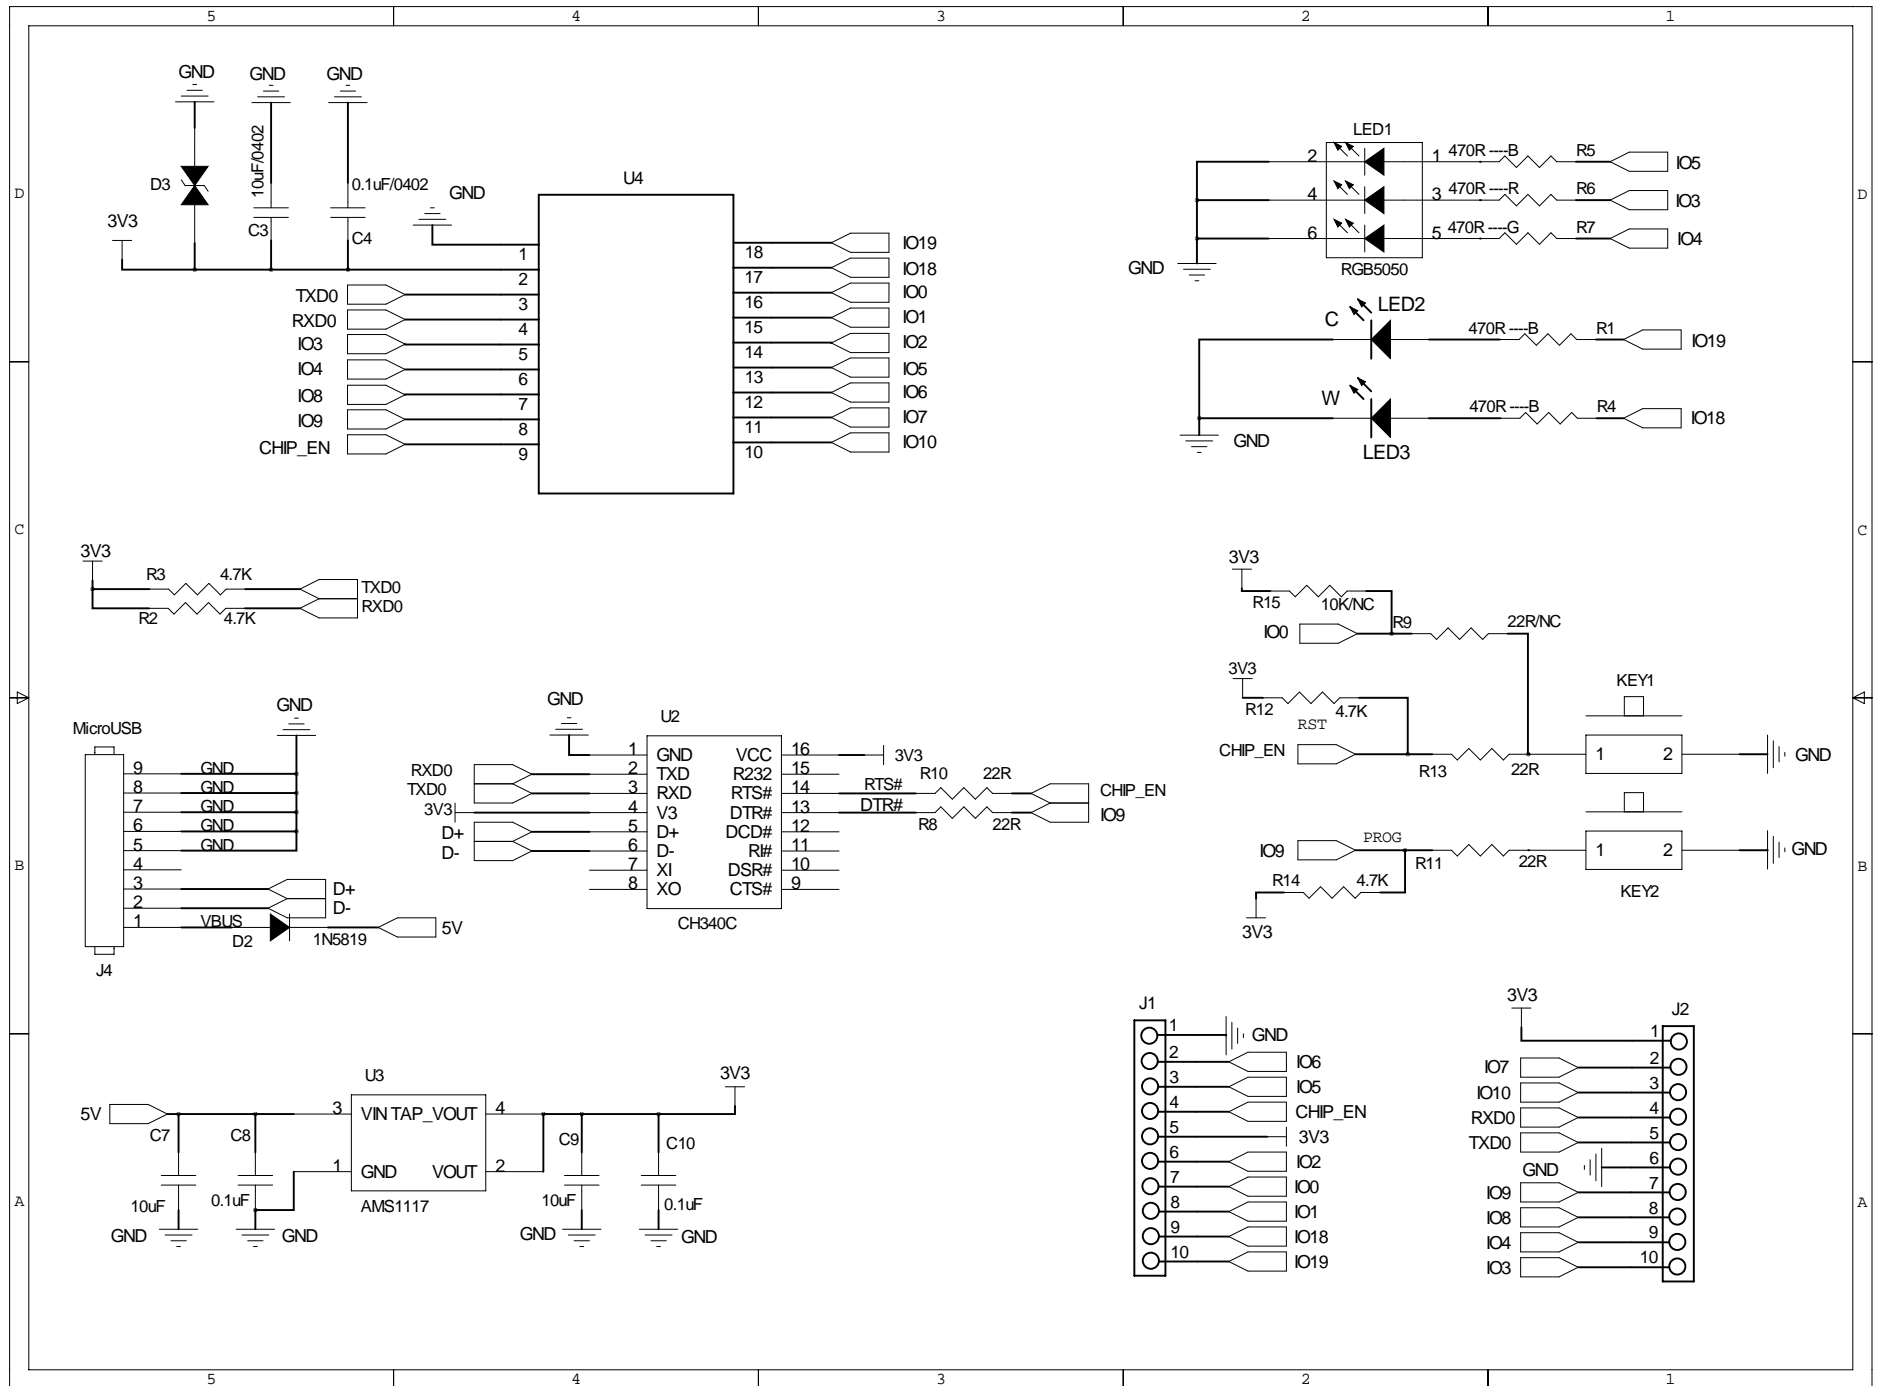 5 4 3 2 1
D
C
B
A
D
C
B
A
GND GND GND
D3
10uF/0402
C3
0.1uF/0402
C4
3V3
GND
U4
1
2
TXD0 3
RXD0 4
IO3 5
IO4 6
IO8 7
IO9 8
CHIP_EN 9
18 IO19
17 IO18
16 IO0
15 IO1
14 IO2
13 IO5
12 IO6
11 IO7
10 IO10
LED1
2 1 470R ----B R5 IO5
4 3 470R ----R R6 IO3
6 5 470R ----G R7 IO4
GND
RGB5050
C LED2 470R ----B R1 IO19
W LED3 470R ----B R4 IO18
GND
3V3
R3 4.7K TXD0
R2 4.7K RXD0
3V3
R15 10K/NC
IO0 R9 22R/NC
3V3
R12 4.7K
RST
CHIP_EN R13 22R
KEY1
1 2 GND
PROG
IO9 R11 22R
1 2 GND
KEY2
R14 4.7K
3V3
MicroUSB
GND
9 GND
8 GND
7 GND
6 GND
5 GND
4
3 D+
2 D-
1 VBUS D2 1N5819 5V
J4
GND
U2
1 GND VCC 16 3V3
RXD0 2 TXD R232 15
TXD0 3 RXD RTS# 14 RTS# R10 22R CHIP_EN
3V3 4 V3 DTR# 13 DTR# R8 22R IO9
D+ 5 D+ DCD# 12
D- 6 D- RI# 11
7 XI DSR# 10
8 XO CTS# 9
CH340C
U3
5V 3 VIN TAP_VOUT 4 3V3
C7 C8 C9 C10
1 GND VOUT 2
10uF 0.1uF AMS1117 10uF 0.1uF
GND GND GND GND
J1
1 GND
2 IO6
3 IO5
4 CHIP_EN
5 3V3
6 IO2
7 IO0
8 IO1
9 IO18
10 IO19
3V3 J2
1
IO7 2
IO10 3
RXD0 4
TXD0 5
GND 6
IO9 7
IO8 8
IO4 9
IO3 10
5 4 3 2 1